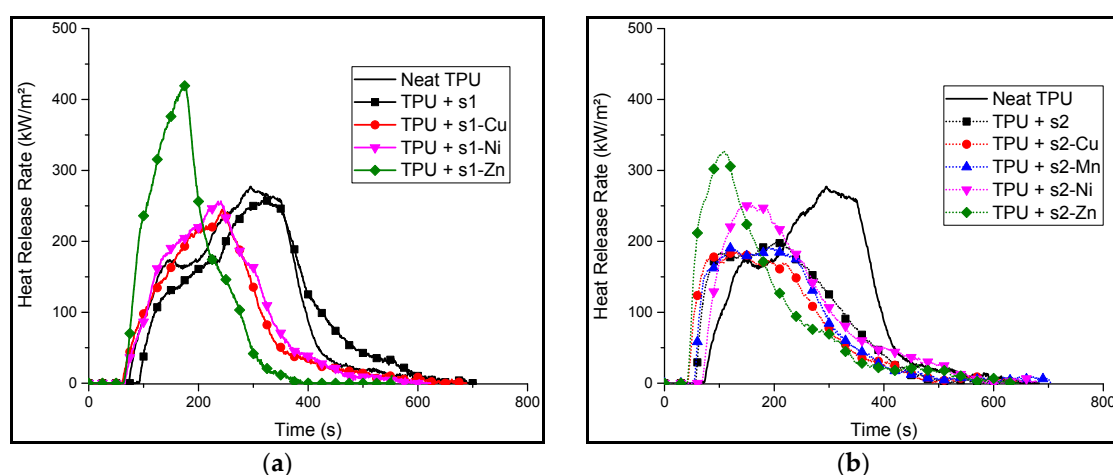 500
400
300
200
100
0
Heat Release Rate (kW/m²)
Neat TPU
TPU + s1
TPU + s1-Cu
TPU + s1-Ni
TPU + s1-Zn
0 200 400 600 800
Time (s)
(a)
500
400
300
200
100
0
Heat Release Rate (kW/m²)
Neat TPU
TPU + s2
TPU + s2-Cu
TPU + s2-Mn
TPU + s2-Ni
TPU + s2-Zn
0 200 400 600 800
Time (s)
(b)